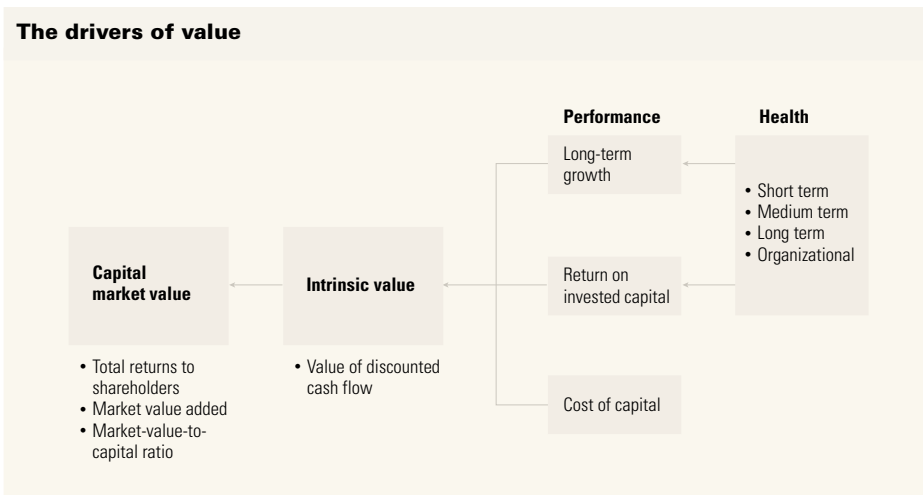 The drivers of value
Performance
Health
Long-term
growth
• Short term
• Medium term
• Long term
• Organizational
Capital
market value
Intrinsic value
Return on
invested capital
• Total returns to
shareholders
• Market value added
• Market-value-to-
capital ratio
• Value of discounted
cash flow
Cost of capital